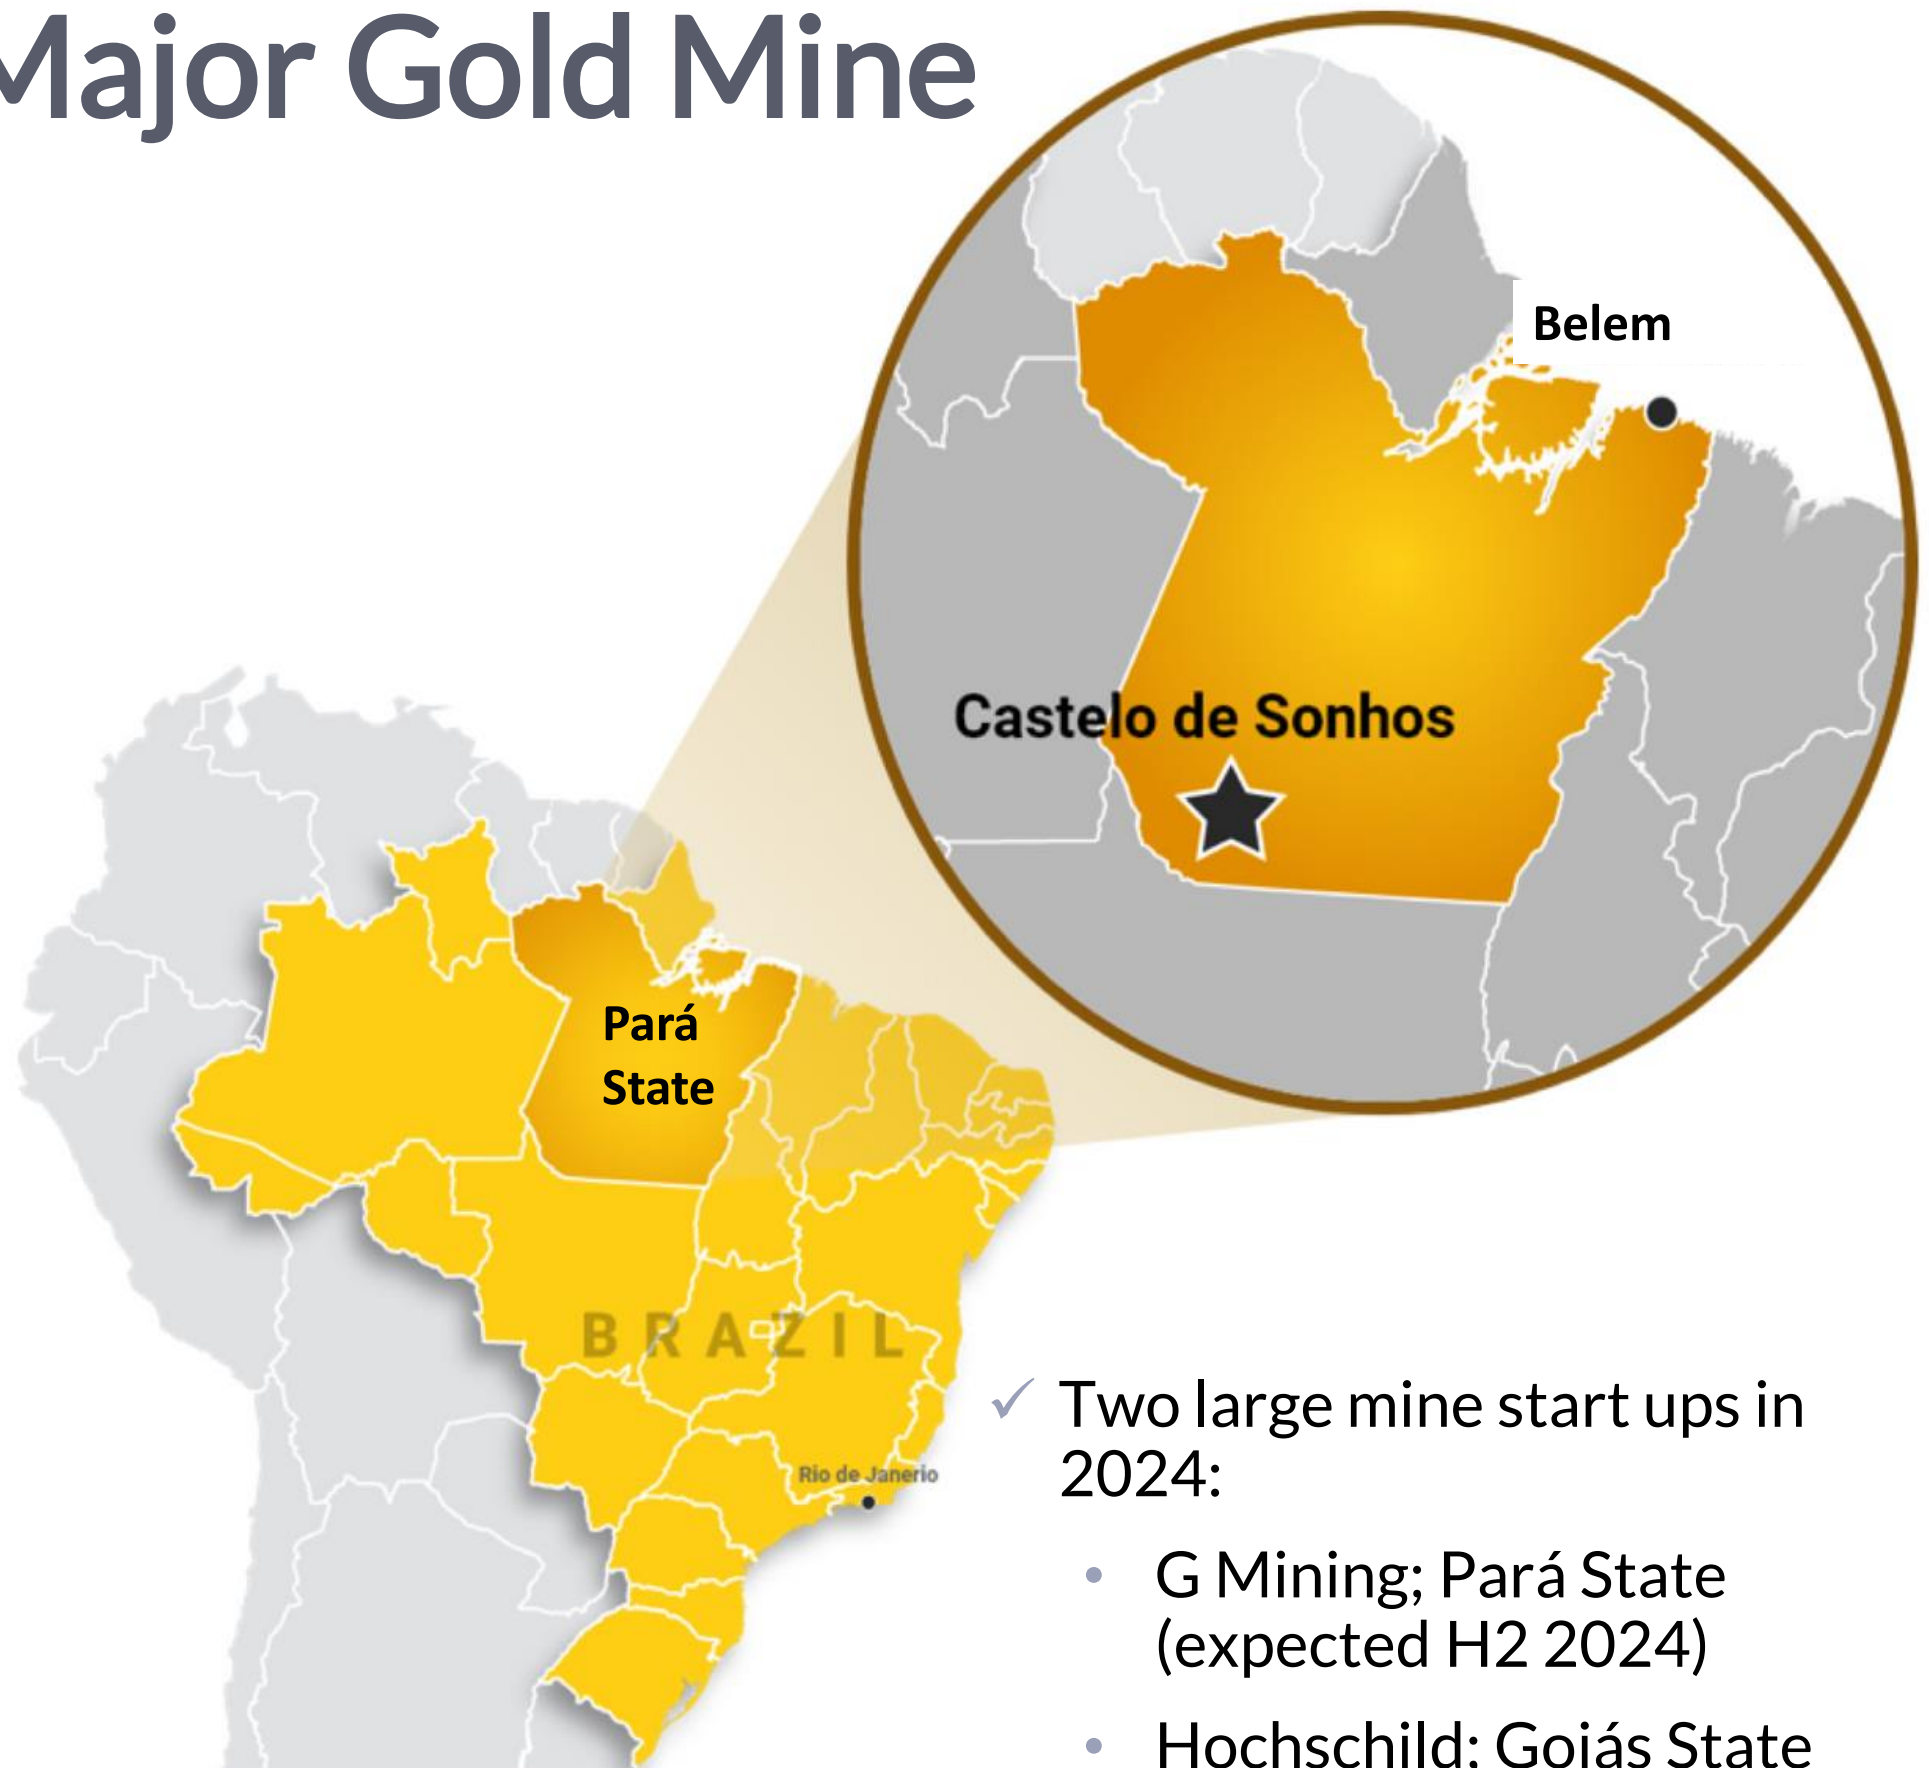 Major Gold Mine
Belem
Castelo de Sonhos
Pará
State
BRAZIL
Rio de Janerio
✓ Two large mine start ups in
2024:
• G Mining; Pará State
(expected H2 2024)
• Hochschild; Goiás State